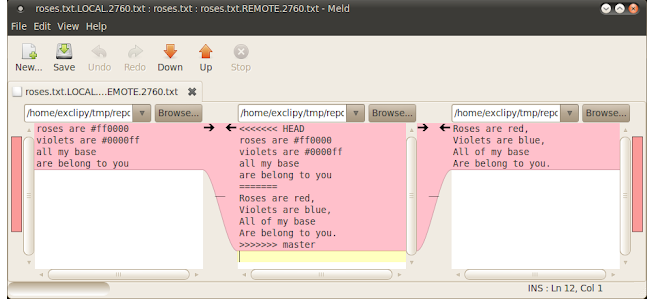 roses.txt.LOCAL.2760.txt : roses.txt : roses.txt.REMOTE.2760.txt - Meld
File Edit View Help
New... Save Undo Redo Down Up Stop
roses.txt.LOCAL....EMOTE.2760.txt
/home/exclipy/tmp/repo Browse... /home/exclipy/tmp/repo Browse... /home/exclipy/tmp/repo Browse...
roses are #ff0000
violets are #0000ff
all my base
are belong to you
<<<<<<< HEAD
roses are #ff0000
violets are #0000ff
all my base
are belong to you
=======
Roses are red,
Violets are blue,
All of my base
Are belong to you.
>>>>>>> master
Roses are red,
Violets are blue,
All of my base
Are belong to you.
INS : Ln 12, Col 1